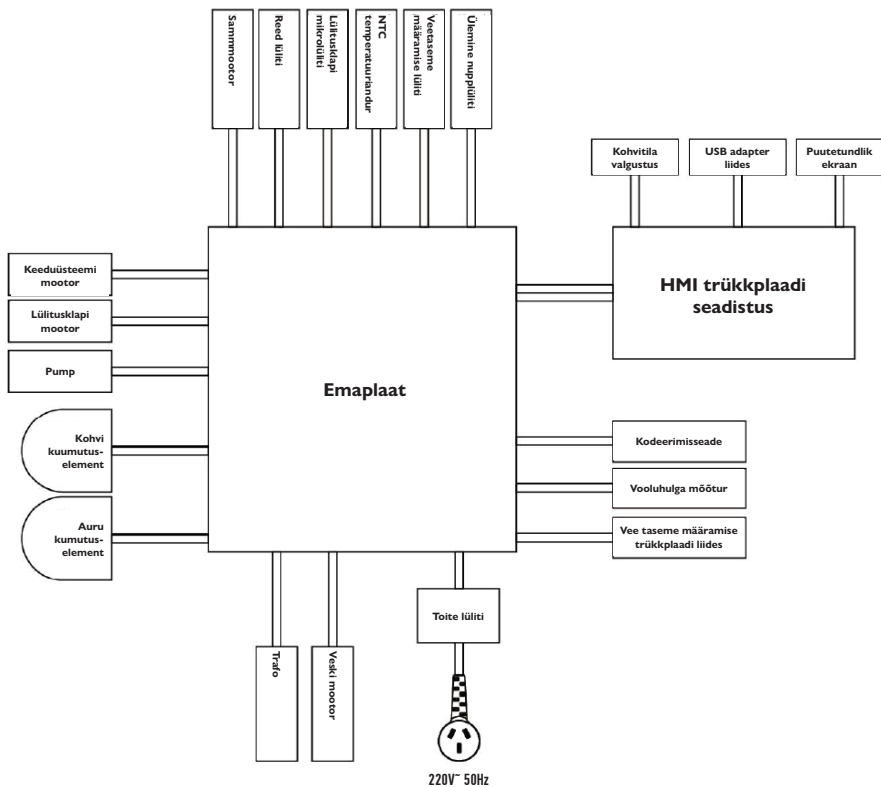 Sammmootor
Reed lüliti
Lülitusklapi
mikrolüliti
NTC
temperatuuriandur
Veetaseme
määramise lüliti
Ülemine nupplüliti
Kohvitila
valgustus
USB adapter
liides
Puutetundlik
ekraan
Keeduüsteemi
mootor
Lülitusklapi
mootor
Pump
Kohvi
kuumutus-
element
Auru
kumutus-
element
Emaplaat
HMI trükkplaadi
seadistus
Kodeerimisseade
Vooluhulga mõõtur
Vee taseme määramise
trükkplaadi liides
Toite lüliti
Trafo
Veski mootor
220V~ 50Hz